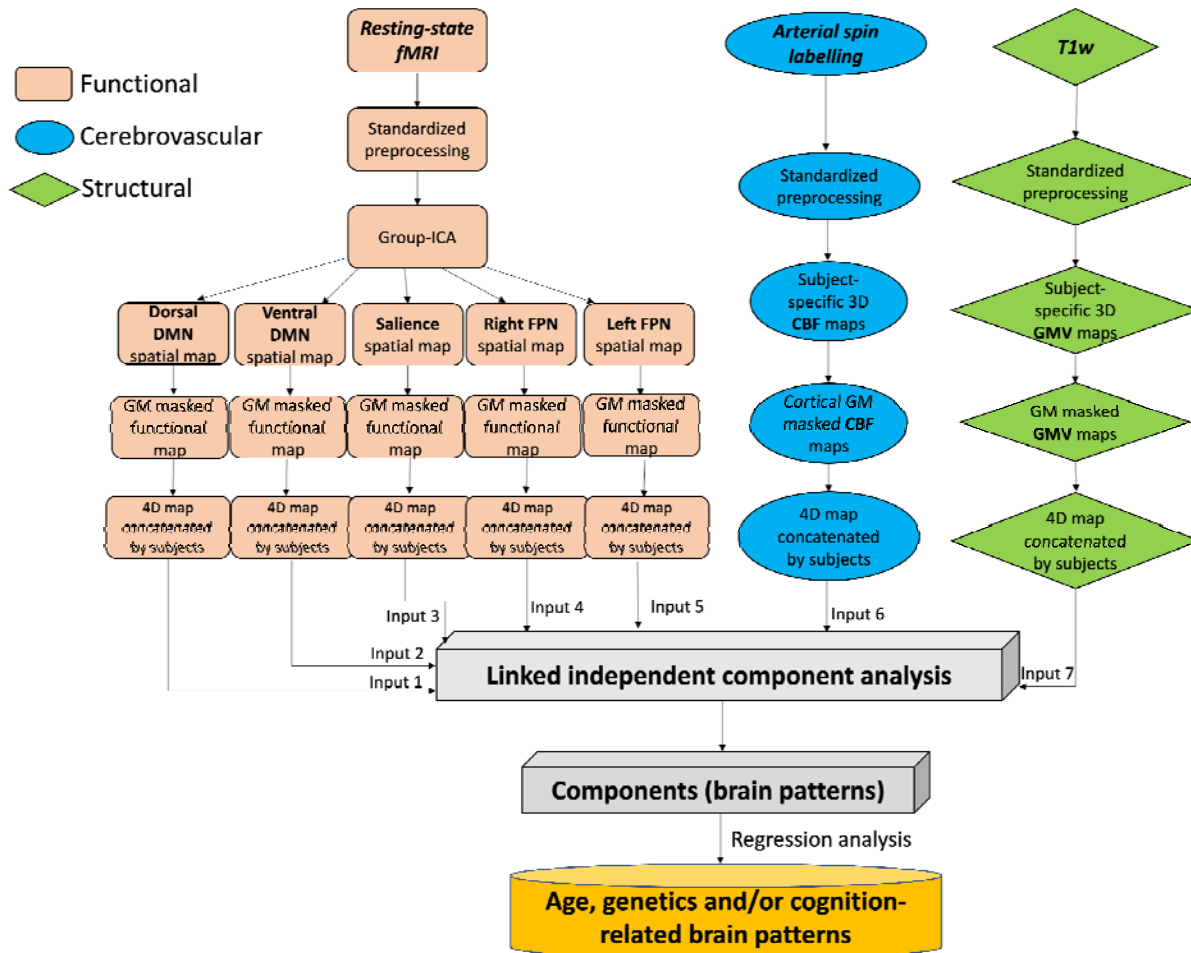 Resting-state
fMRI
Arterial spin
labelling
T1w
Functional
Cerebrovascular
Structural
Standardized
preprocessing
Standardized
preprocessing
Standardized
preprocessing
Group-ICA
Subject-
specific 3D
CBF maps
Subject-
specific 3D
GMV maps
Dorsal
DMN
spatial map
Ventral
DMN
spatial map
Salience
spatial map
Right FPN
spatial map
Left FPN
spatial map
GM masked
functional
map
GM masked
functional
map
GM masked
functional
map
GM masked
functional
map
GM masked
functional
map
Cortical GM
masked CBF
maps
GM masked
GMV maps
4D map
concatenated
by subjects
4D map
concatenated
by subjects
4D map
concatenated
by subjects
4D map
concatenated
by subjects
4D map
concatenated
by subjects
4D map
concatenated
by subjects
4D map
concatenated
by subjects
Input 3
Input 4
Input 5
Input 6
Input 2
Input 1
Input 7
Linked independent component analysis
Components (brain patterns)
Regression analysis
Age, genetics and/or cognition-
related brain patterns